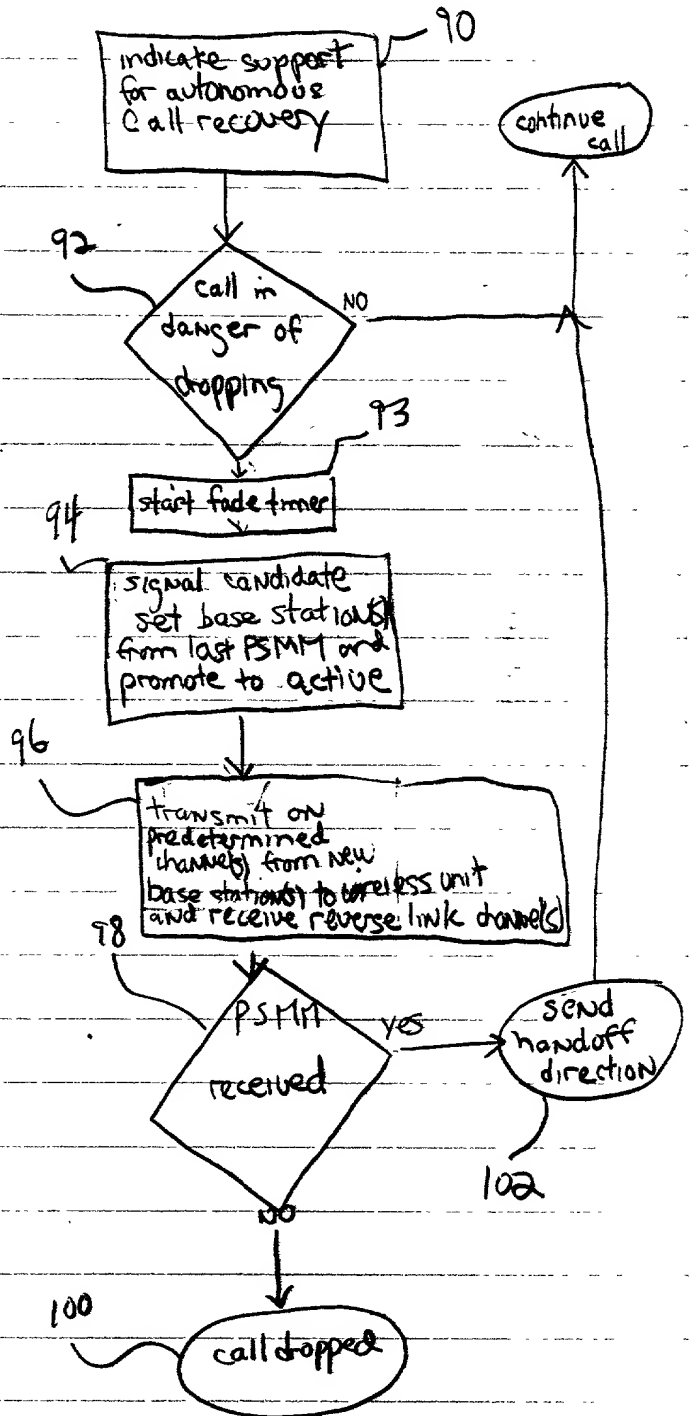 90
indicate support
for autonomous
Call recovery
continue
call
92
call in
danger of
dropping
NO
93
start fade timer
94
signal candidate
set base station(s)
from last PSMM and
promote to active
96
transmit on
predetermined
channel(s) from new
base station(s) to wireless unit
and receive reverse link channel(s)
98
PSMM
received
yes
send
handoff
direction
102
NO
100
call dropped